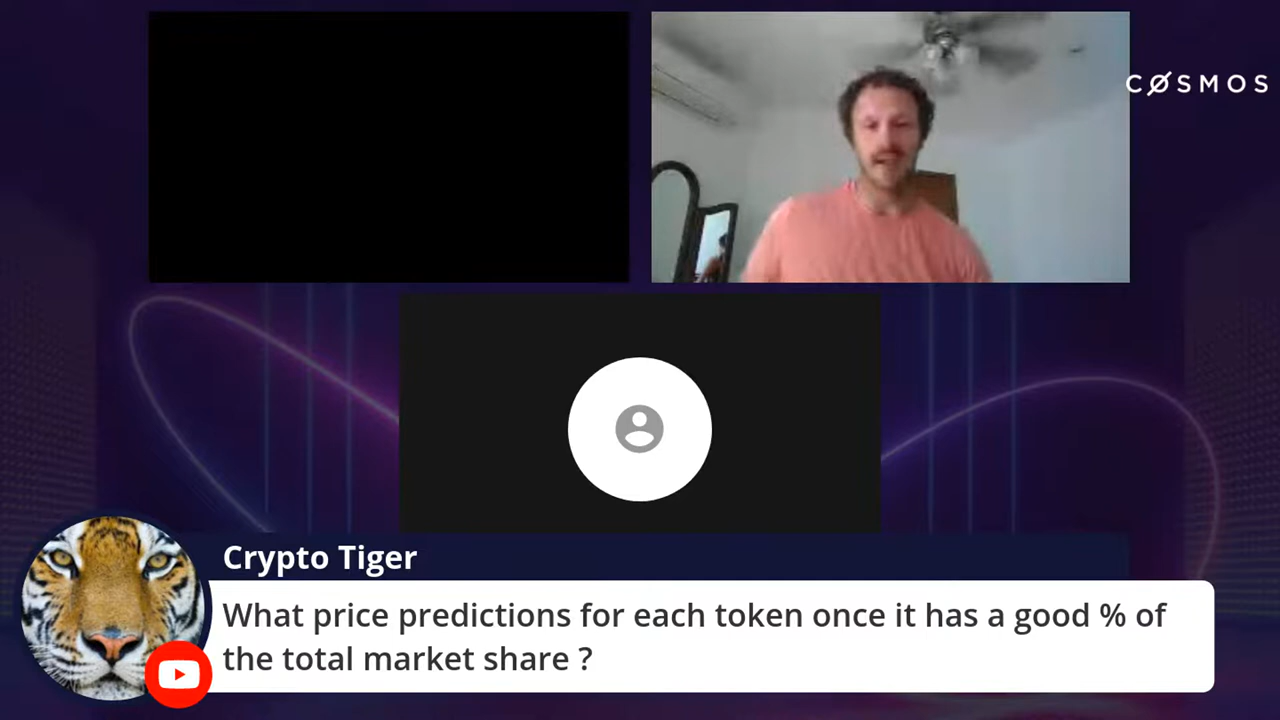 CØSMOS
Crypto Tiger
What price predictions for each token once it has a good % of
the total market share ?